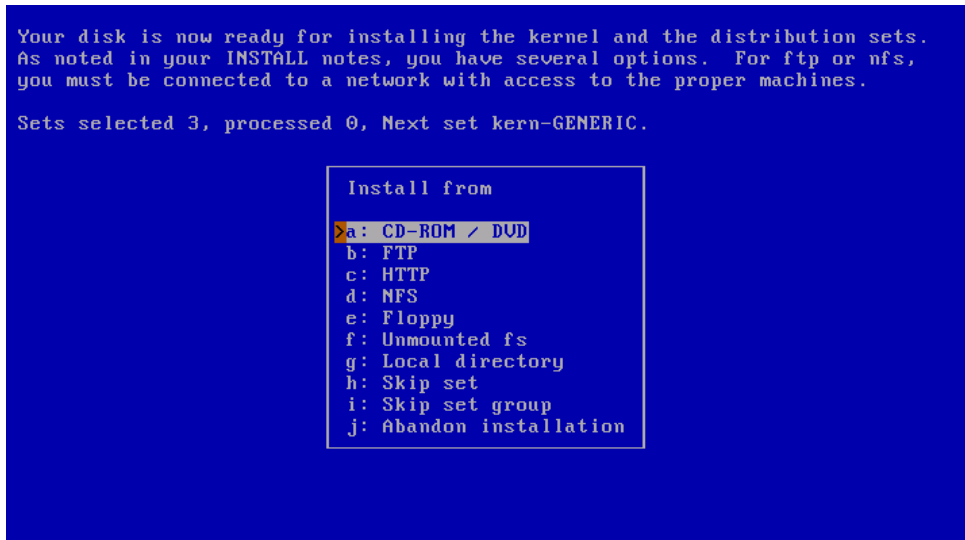 Your disk is now ready for installing the kernel and the distribution sets.
As noted in your INSTALL notes, you have several options.  For ftp or nfs,
you must be connected to a network with access to the proper machines.
Sets selected 3, processed 0, Next set kern-GENERIC.
Install from
>a: CD-ROM / DVD
b: FTP
c: HTTP
d: NFS
e: Floppy
f: Unmounted fs
g: Local directory
h: Skip set
i: Skip set group
j: Abandon installation